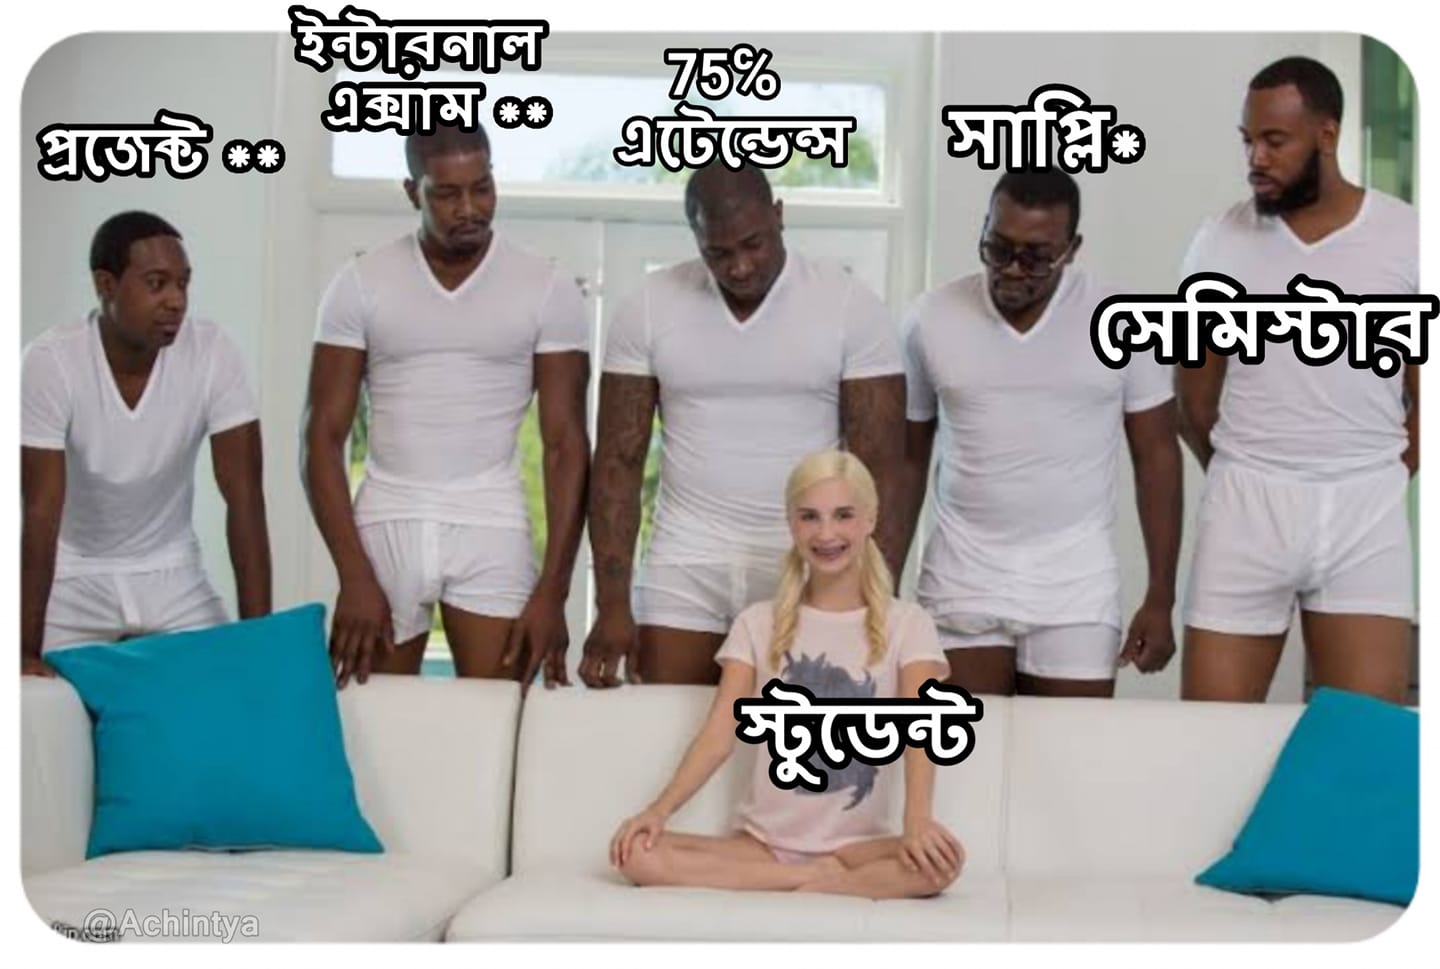 ইন্টারনাল
এক্সাম **
প্রজেক্ট **
75%
এটেন্ডেন্স
সাপ্লি*
সেমিস্টার
স্টুডেন্ট
@Achintya